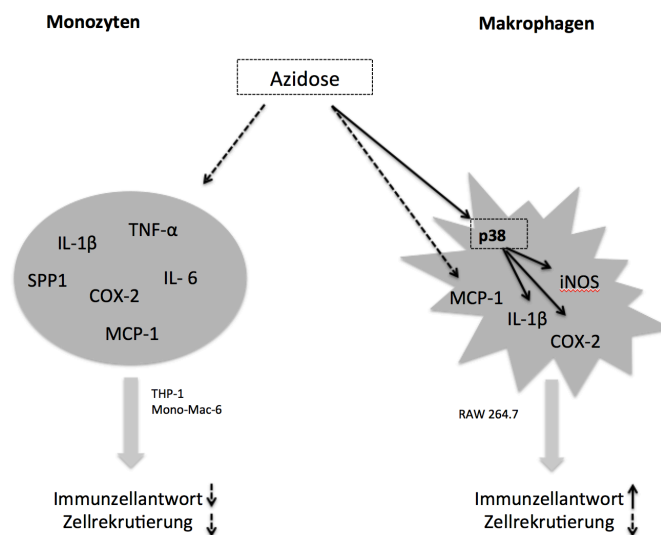 Monozyten
Makrophagen
Azidose
TNF-α
IL-1β
SPP1
IL- 6
COX-2
MCP-1
p38
iNOS
MCP-1
IL-1β
COX-2
THP-1
Mono-Mac-6
RAW 264.7
Immunzellantwort
Zellrekrutierung
Immunzellantwort
Zellrekrutierung